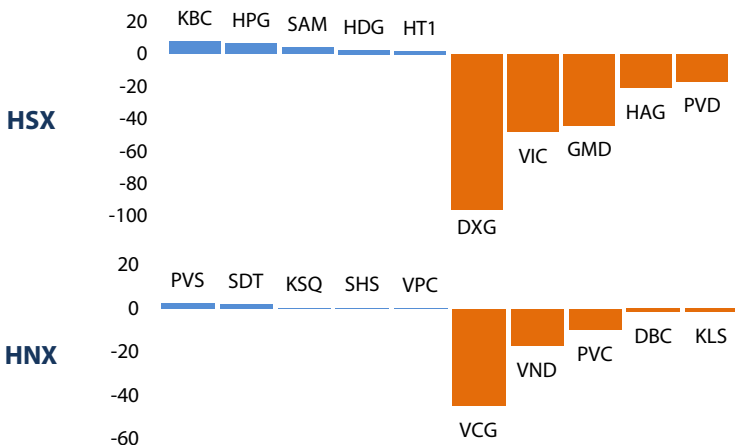 20
KBC HPG SAM HDG HT1
0
-20
-40
-60
-80
-100
HSX
DXG VIC GMD HAG PVD
20
PVS SDT KSQ SHS VPC
0
-20
-40
-60
HNX
VCG VND PVC DBC KLS